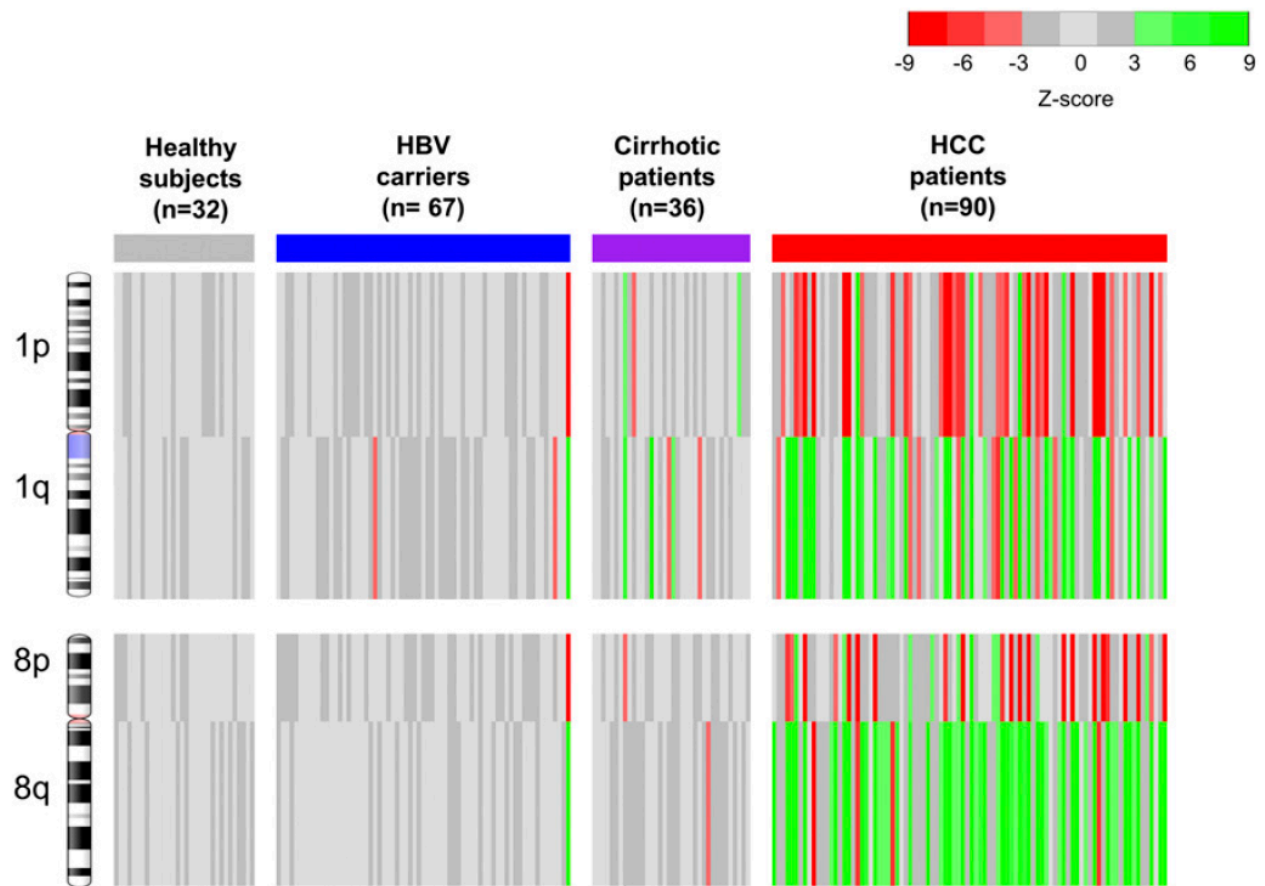 -9 -6 -3 0 3 6 9
Z-score
Healthy
subjects
(n=32)
HBV
carriers
(n= 67)
Cirrhotic
patients
(n=36)
HCC
patients
(n=90)
1p
1q
8p
8q